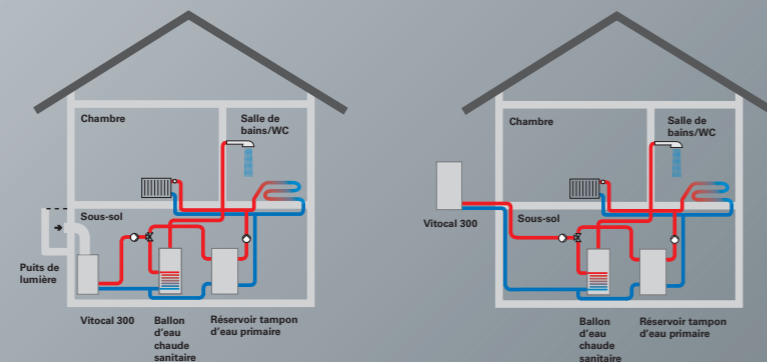 Chambre
Salle de
bains/WC
Sous-sol
Puits de
lumière
Vitocal 300
Ballon
d'eau
chaude
sanitaire
Réservoir tampon
d'eau primaire
Chambre
Salle de
bains/WC
Vitocal 300
Sous-sol
Ballon
d'eau
chaude
sanitaire
Réservoir tampon
d'eau primaire